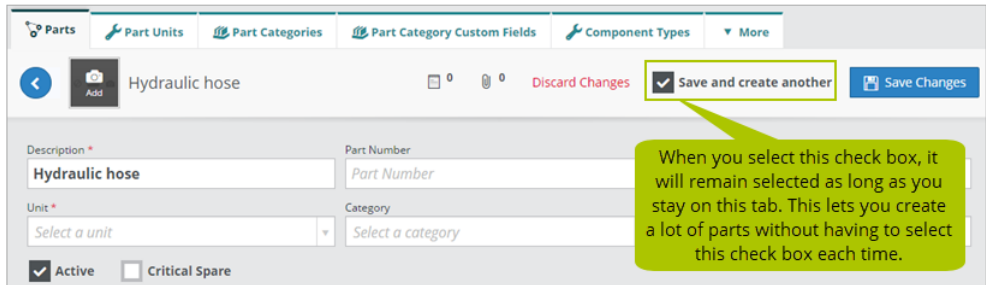 Parts
Part Units
Part Categories
Part Category Custom Fields
Component Types
More
Add
Hydraulic hose
0
0
Discard Changes
Save and create another
Save Changes
Description *
Part Number
Hydraulic hose
Part Number
Unit *
Category
Select a unit
Select a category
Active
Critical Spare
When you select this check box, it
will remain selected as long as you
stay on this tab. This lets you create
a lot of parts without having to select
this check box each time.